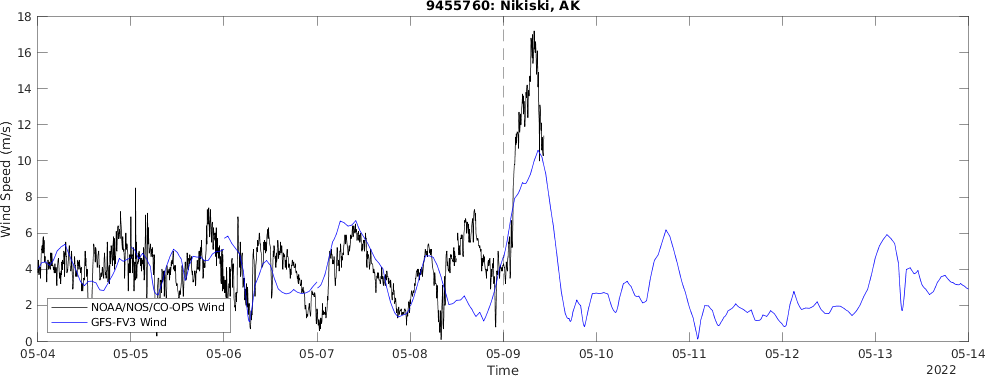 9455760: Nikiski, AK
Wind Speed (m/s)
18
16
14
12
10
8
6
4
2
0
NOAA/NOS/CO-OPS Wind
GFS-FV3 Wind
05-04 05-05 05-06 05-07 05-08 05-09 05-10 05-11 05-12 05-13 05-14
Time
2022